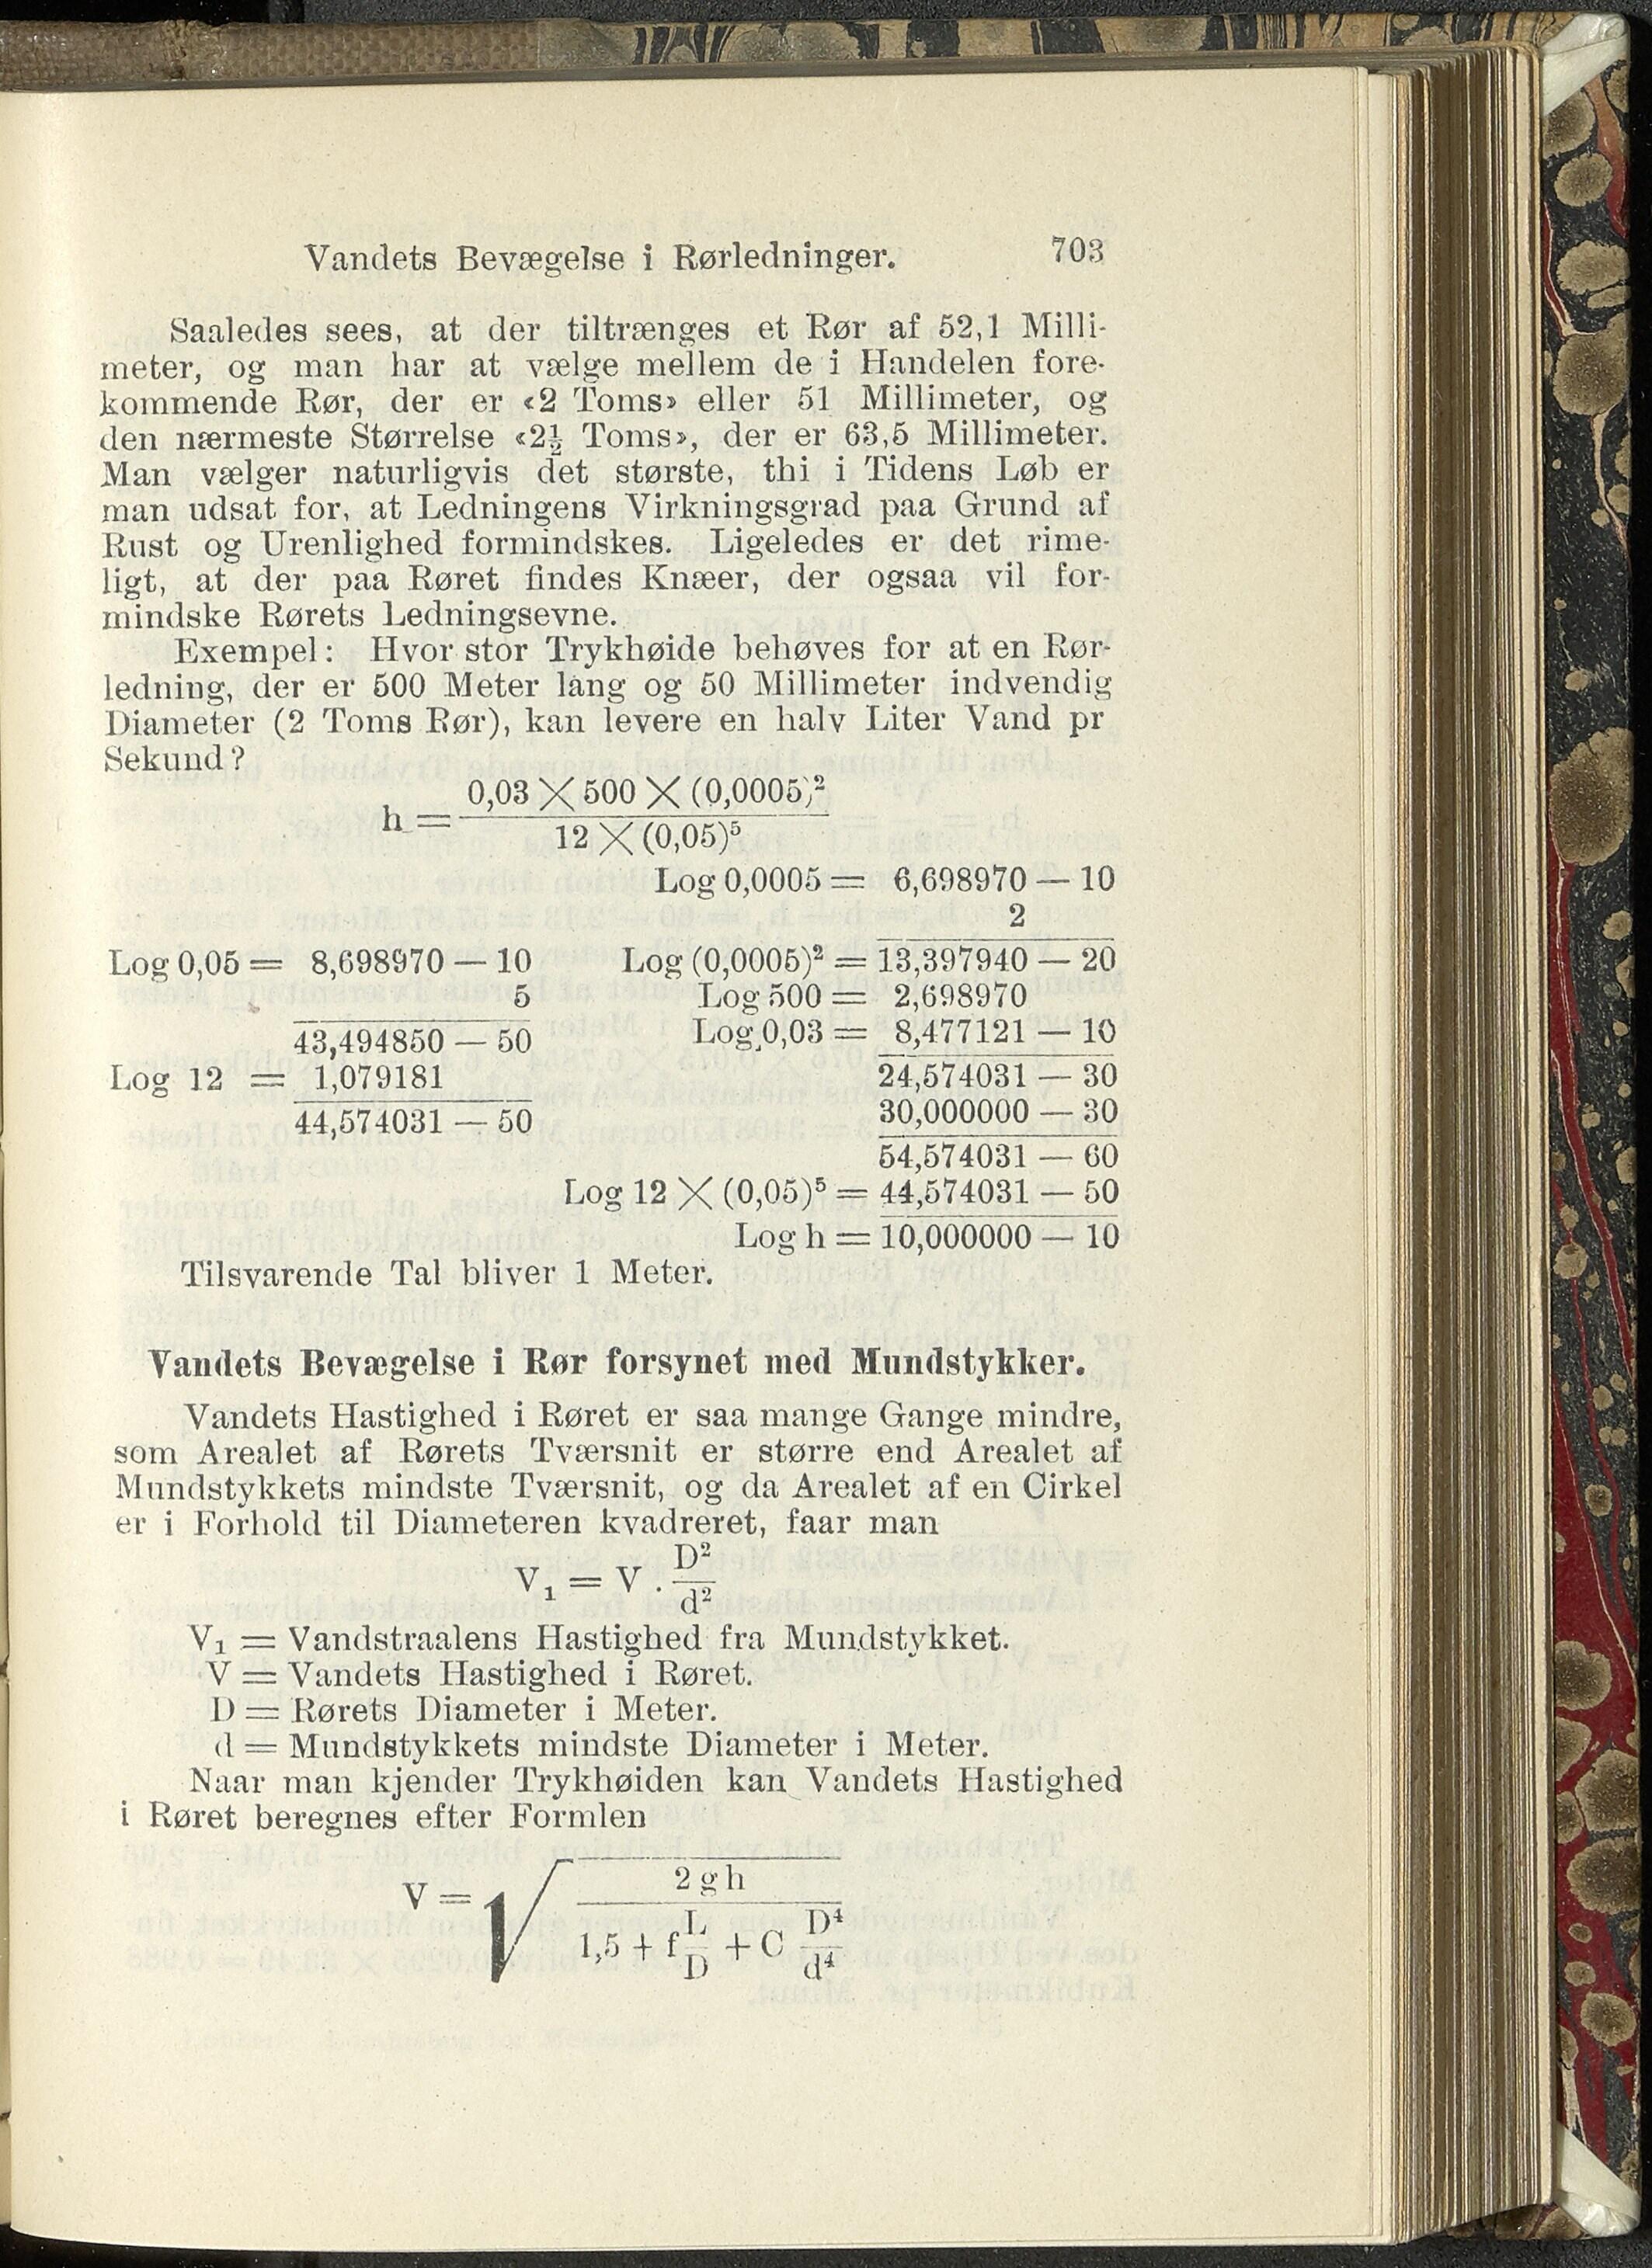 Vandets Bevægelse i Rørledninger. 703
Saaledes sees, at der tiltrænges et Rør af 52,1 Milli-
meter, og man har at vælge mellem de i Handelen fore-
kommende Rør, der er «2 Toms» eller 51 Millimeter, og
den nærmeste Størrelse «2½ Toms», der er 63,5 Millimeter.
Man vælger naturligvis det største, thi i Tidens Løb er
man udsat for, at Ledningens Virkningsgrad paa Grund af
Rust og Urenlighed formindskes. Ligeledes er det rime-
ligt, at der paa Røret findes Knæer, der ogsaa vil for-
mindske Rørets Ledningsevne.
Exempel: Hvor stor Trykhøide behøves for at en Rør-
ledning, der er 500 Meter lang og 50 Millimeter indvendig
Diameter (2 Toms Rør), kan levere en halv Liter Vand pr
Sekund?
h = 0,03 × 500 × (0,0005)²
12 × (0,05)⁵
Log 0,0005 = 6,698970 — 10
2
Log 0,05 = 8,698970 — 10 Log (0,0005)² = 13,397940 — 20
5 Log 500 = 2,698970
43,494850 — 50 Log 0,03 = 8,477121 — 10
Log 12 = 1,079181 24,574031 — 30
44,574031 — 50 30,000000 — 30
54,574031 — 60
Log 12 × (0,05)⁵ = 44,574031 — 50
Log h = 10,000000 — 10
Tilsvarende Tal bliver 1 Meter.
Vandets Bevægelse i Rør forsynet med Mundstykker.
Vandets Hastighed i Røret er saa mange Gange mindre,
som Arealet af Rørets Tværsnit er større end Arealet af
Mundstykkets mindste Tværsnit, og da Arealet af en Cirkel
er i Forhold til Diameteren kvadreret, faar man
V₁ = V . D²
d²
V₁ = Vandstraalens Hastighed fra Mundstykket.
V = Vandets Hastighed i Røret.
D = Rørets Diameter i Meter.
d = Mundstykkets mindste Diameter i Meter.
Naar man kjender Trykhøiden kan Vandets Hastighed
i Røret beregnes efter Formlen
V = √ 2 g h
1,5 + f L/D + C D⁴/d⁴